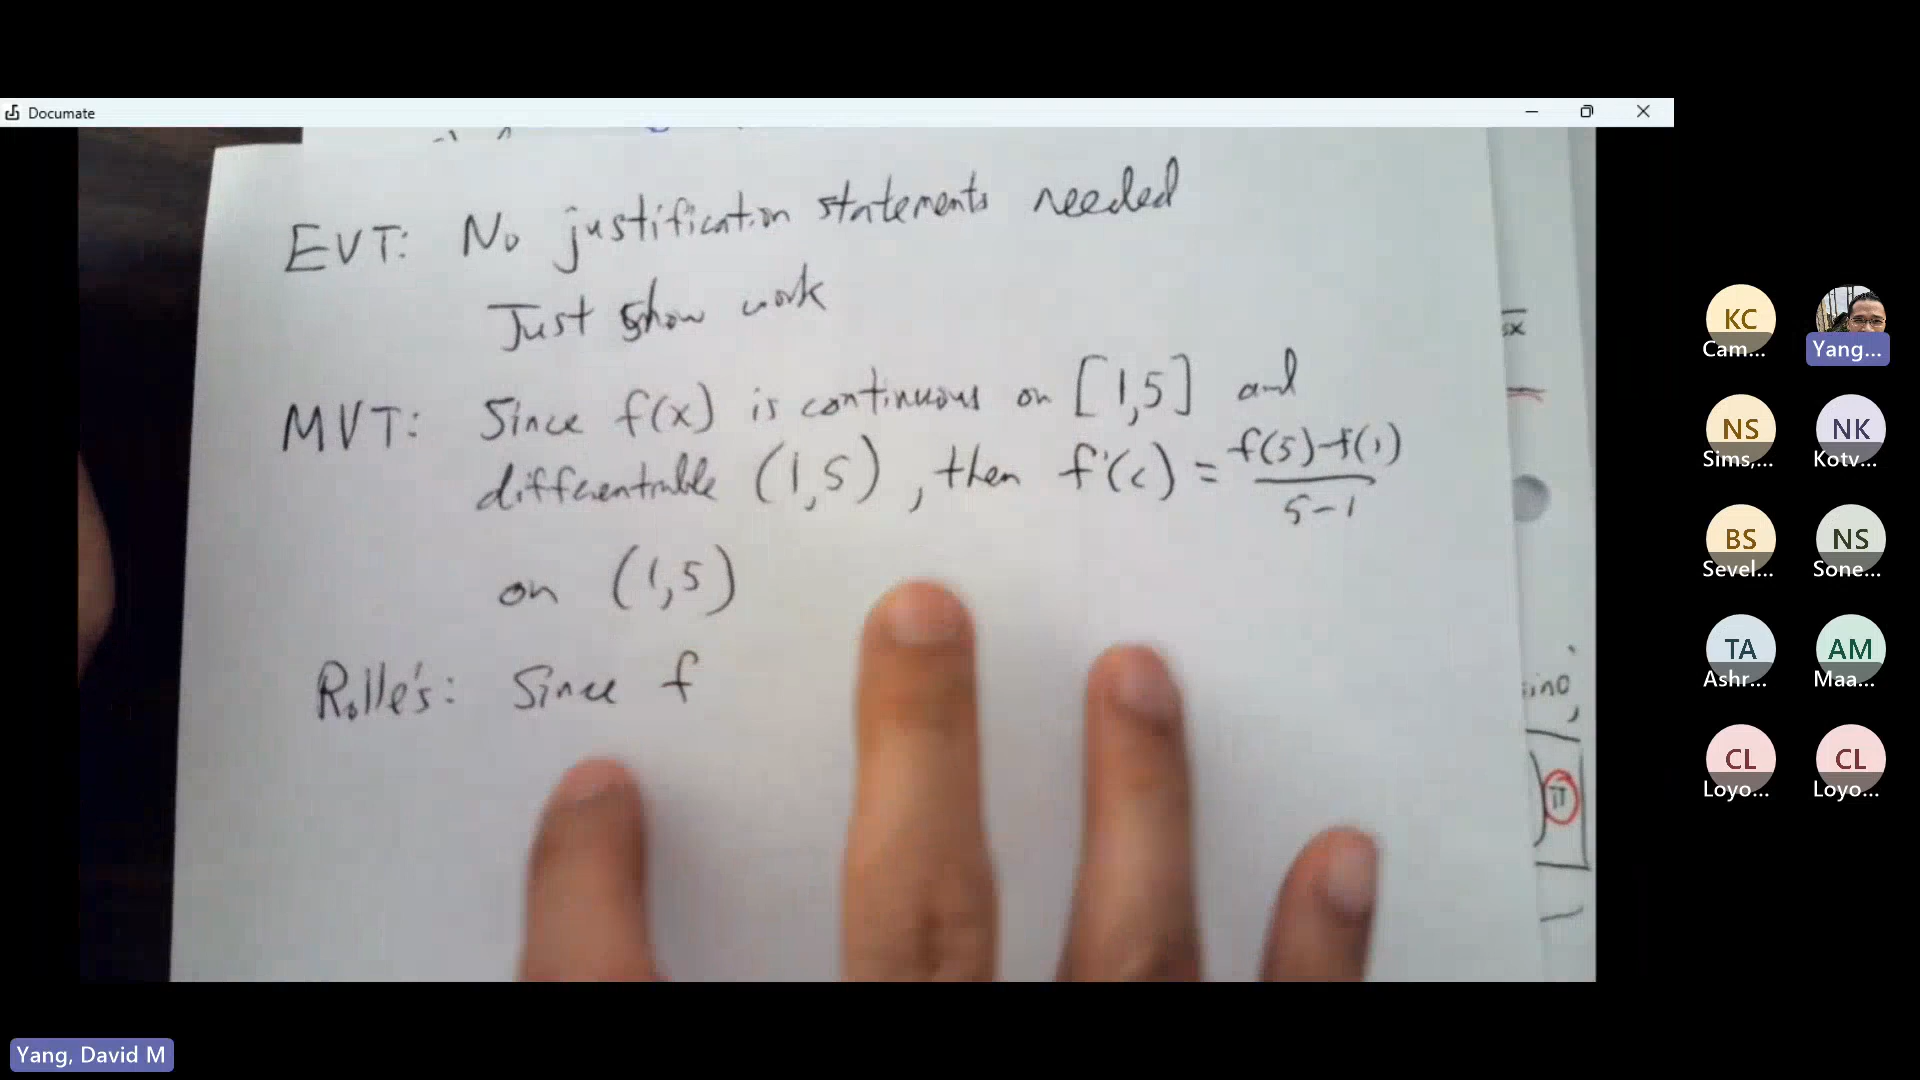 Documate
EVT: No justification statements needed
Just show work
MVT: Since f(x) is continuous on [1,5] and
differentiable (1,5), then f'(c) = f(5)-f(1)
5-1
on (1,5)
Rolle's: Since f
π
KC
Cam...
Yang...
NS
Sims,...
NK
Kotv...
BS
Sevel...
NS
Sone...
TA
Ashr...
AM
Maa...
CL
Loyo...
CL
Loyo...
Yang, David M